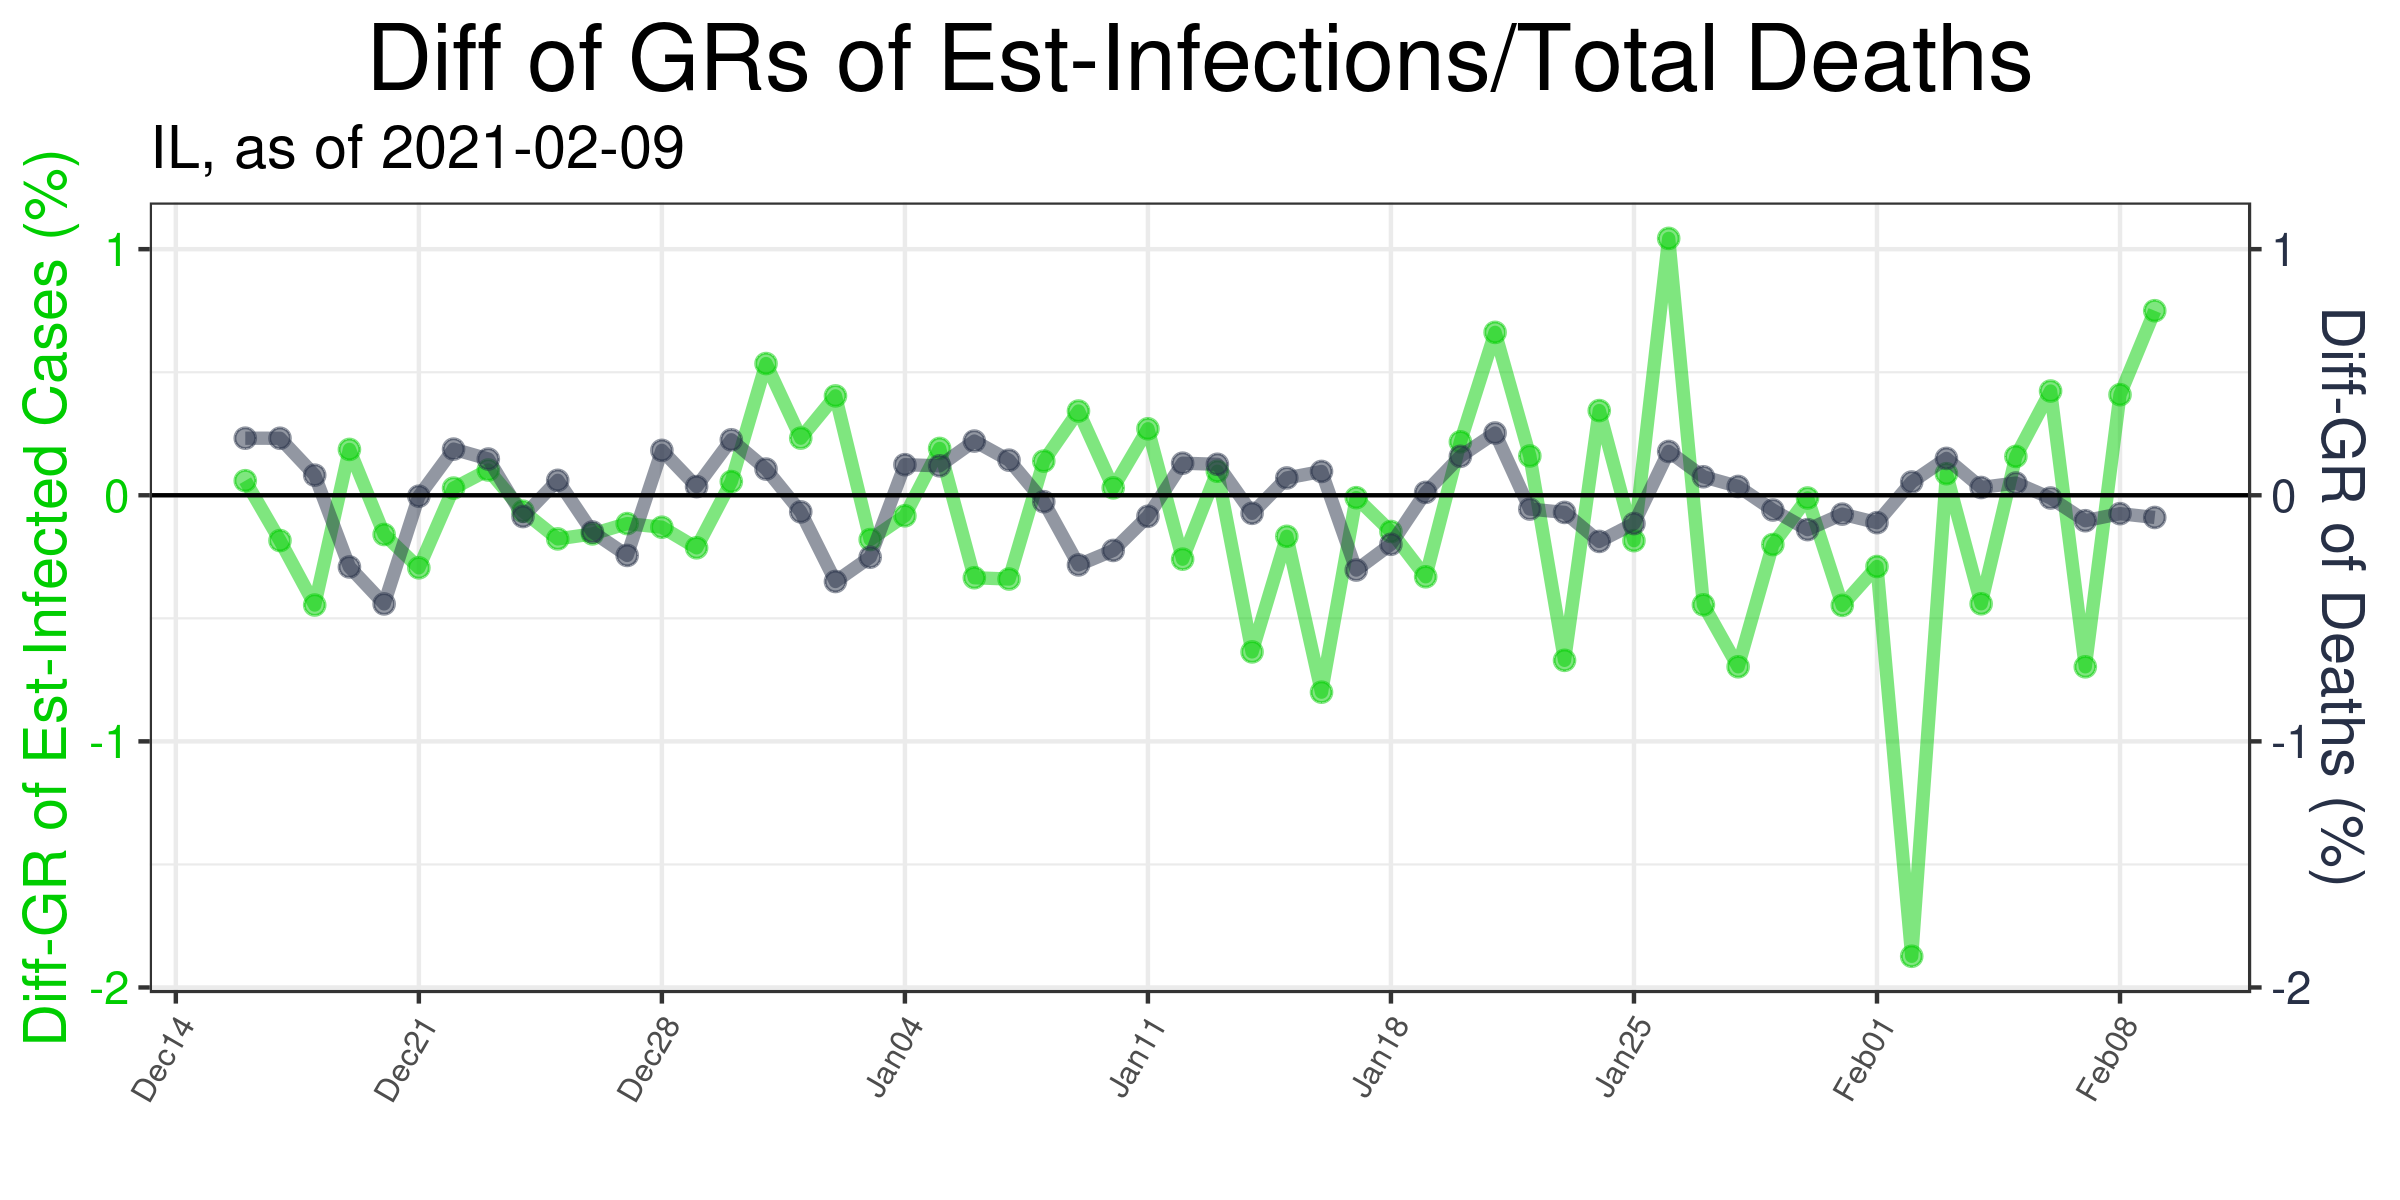 Diff of GRs of Est-Infections/Total Deaths
IL, as of 2021-02-09
Diff-GR of Est-Infected Cases (%)
1
0
-1
-2
1
0
-1
-2
Diff-GR of Deaths (%)
Dec14
Dec21
Dec28
Jan04
Jan11
Jan18
Jan25
Feb01
Feb08